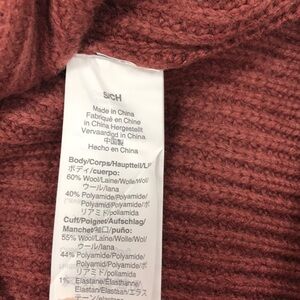 S/CH
Made in China
Fabriqué en Chine
in China Hergestellt
Vervaardigd in China
中国製
Hecho en China
Body/Corps/Hauptteil/Li
ボディ/cuerpo:
60% Wool/Laine/Wolle/Wol/
ウール/lana
40% Polyamide/Polyamide/
Polyamid/Polyamide/ポ
リアミド/poliamida
Cuff/Poignet/Aufschlag/
Manchet/袖口/puño:
55% Wool/Laine/Wolle/Wol/
ウール/lana
44% Polyamide/Polyamide/
Polyamid/Polyamide/ポ
リアミド/poliamida
1% Elastane/Élasthanne/
Elastan/Elastaan/エラス